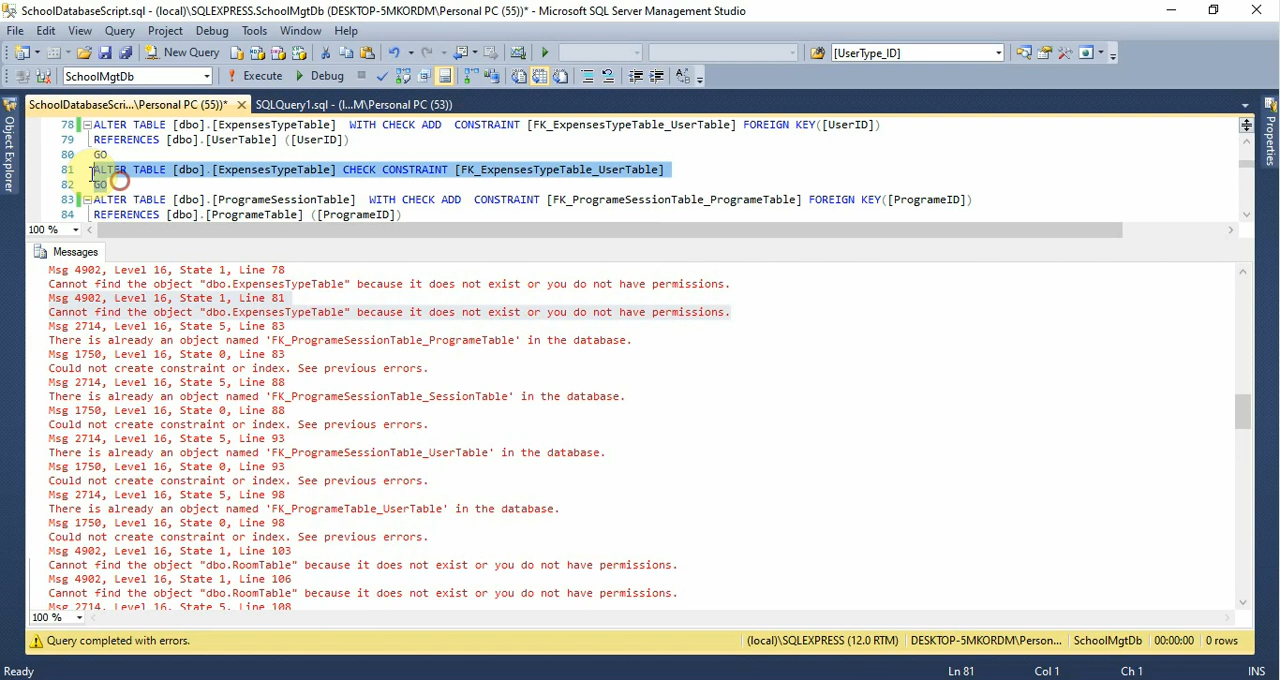 SchoolDatabaseScript.sql - (local)\SQLEXPRESS.SchoolMgtDb (DESKTOP-5MKORDM\Personal PC (55))* - Microsoft SQL Server Management Studio
File Edit View Query Project Debug Tools Window Help
New Query [UserType_ID]
SchoolMgtDb Execute Debug
SchoolDatabaseScri...\Personal PC (55))* SQLQuery1.sql - (l...M\Personal PC (53))
Object Explorer
Properties
78 ALTER TABLE [dbo].[ExpensesTypeTable]  WITH CHECK ADD  CONSTRAINT [FK_ExpensesTypeTable_UserTable] FOREIGN KEY([UserID])
79 REFERENCES [dbo].[UserTable] ([UserID])
80 GO
81 ALTER TABLE [dbo].[ExpensesTypeTable] CHECK CONSTRAINT [FK_ExpensesTypeTable_UserTable]
82 GO
83 ALTER TABLE [dbo].[ProgrameSessionTable]  WITH CHECK ADD  CONSTRAINT [FK_ProgrameSessionTable_ProgrameTable] FOREIGN KEY([ProgrameID])
84 REFERENCES [dbo].[ProgrameTable] ([ProgrameID])
100 %
Messages
Msg 4902, Level 16, State 1, Line 78
Cannot find the object "dbo.ExpensesTypeTable" because it does not exist or you do not have permissions.
Msg 4902, Level 16, State 1, Line 81
Cannot find the object "dbo.ExpensesTypeTable" because it does not exist or you do not have permissions.
Msg 2714, Level 16, State 5, Line 83
There is already an object named 'FK_ProgrameSessionTable_ProgrameTable' in the database.
Msg 1750, Level 16, State 0, Line 83
Could not create constraint or index. See previous errors.
Msg 2714, Level 16, State 5, Line 88
There is already an object named 'FK_ProgrameSessionTable_SessionTable' in the database.
Msg 1750, Level 16, State 0, Line 88
Could not create constraint or index. See previous errors.
Msg 2714, Level 16, State 5, Line 93
There is already an object named 'FK_ProgrameSessionTable_UserTable' in the database.
Msg 1750, Level 16, State 0, Line 93
Could not create constraint or index. See previous errors.
Msg 2714, Level 16, State 5, Line 98
There is already an object named 'FK_ProgrameTable_UserTable' in the database.
Msg 1750, Level 16, State 0, Line 98
Could not create constraint or index. See previous errors.
Msg 4902, Level 16, State 1, Line 103
Cannot find the object "dbo.RoomTable" because it does not exist or you do not have permissions.
Msg 4902, Level 16, State 1, Line 106
Cannot find the object "dbo.RoomTable" because it does not exist or you do not have permissions.
Msg 2714, Level 16, State 5, Line 108
100 %
Query completed with errors. (local)\SQLEXPRESS (12.0 RTM) DESKTOP-5MKORDM\Person... SchoolMgtDb 00:00:00 0 rows
Ready Ln 81 Col 1 Ch 1 INS